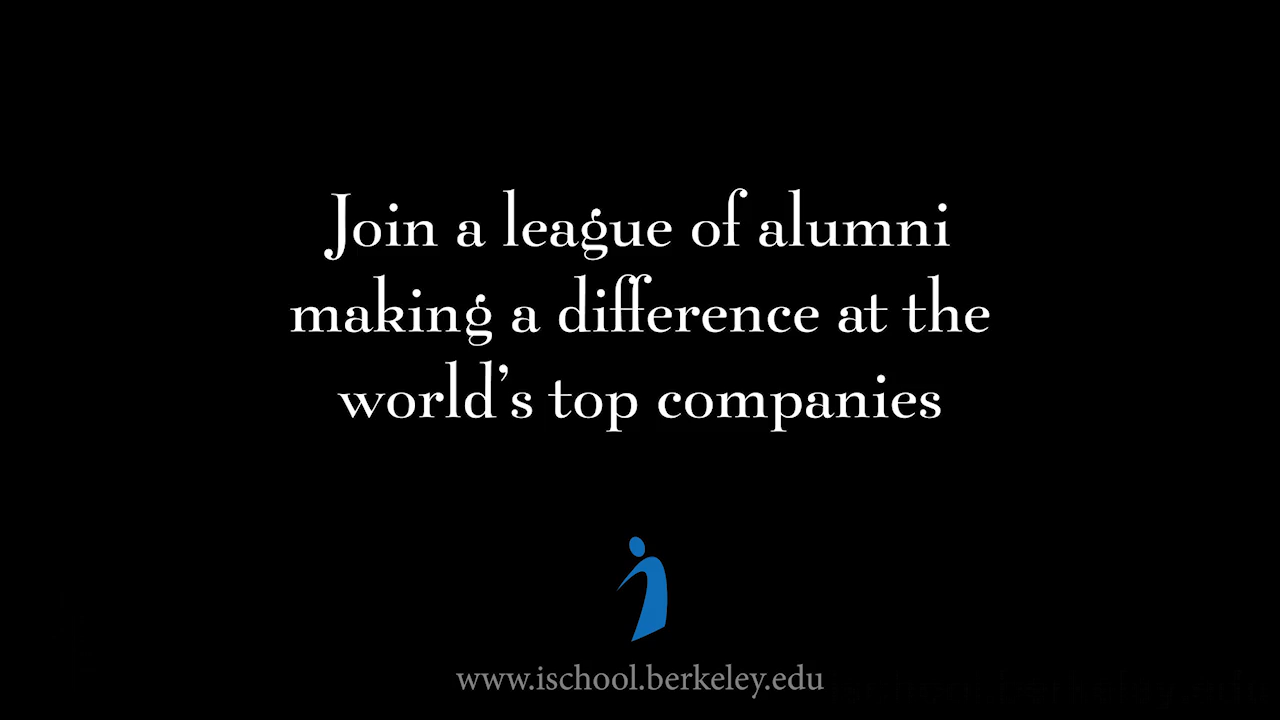 Join a league of alumni
making a difference at the
world's top companies
www.ischool.berkeley.edu